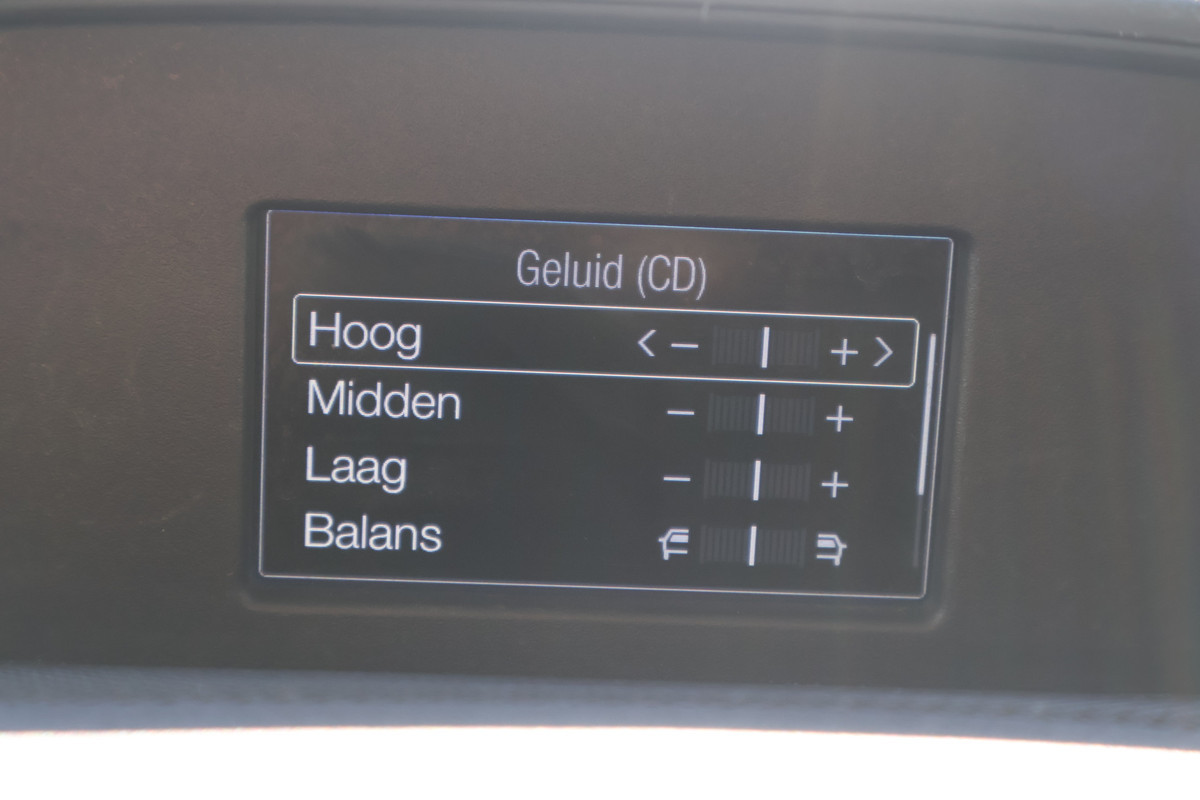 Geluid (CD)
Hoog < - + >
Midden - +
Laag - +
Balans